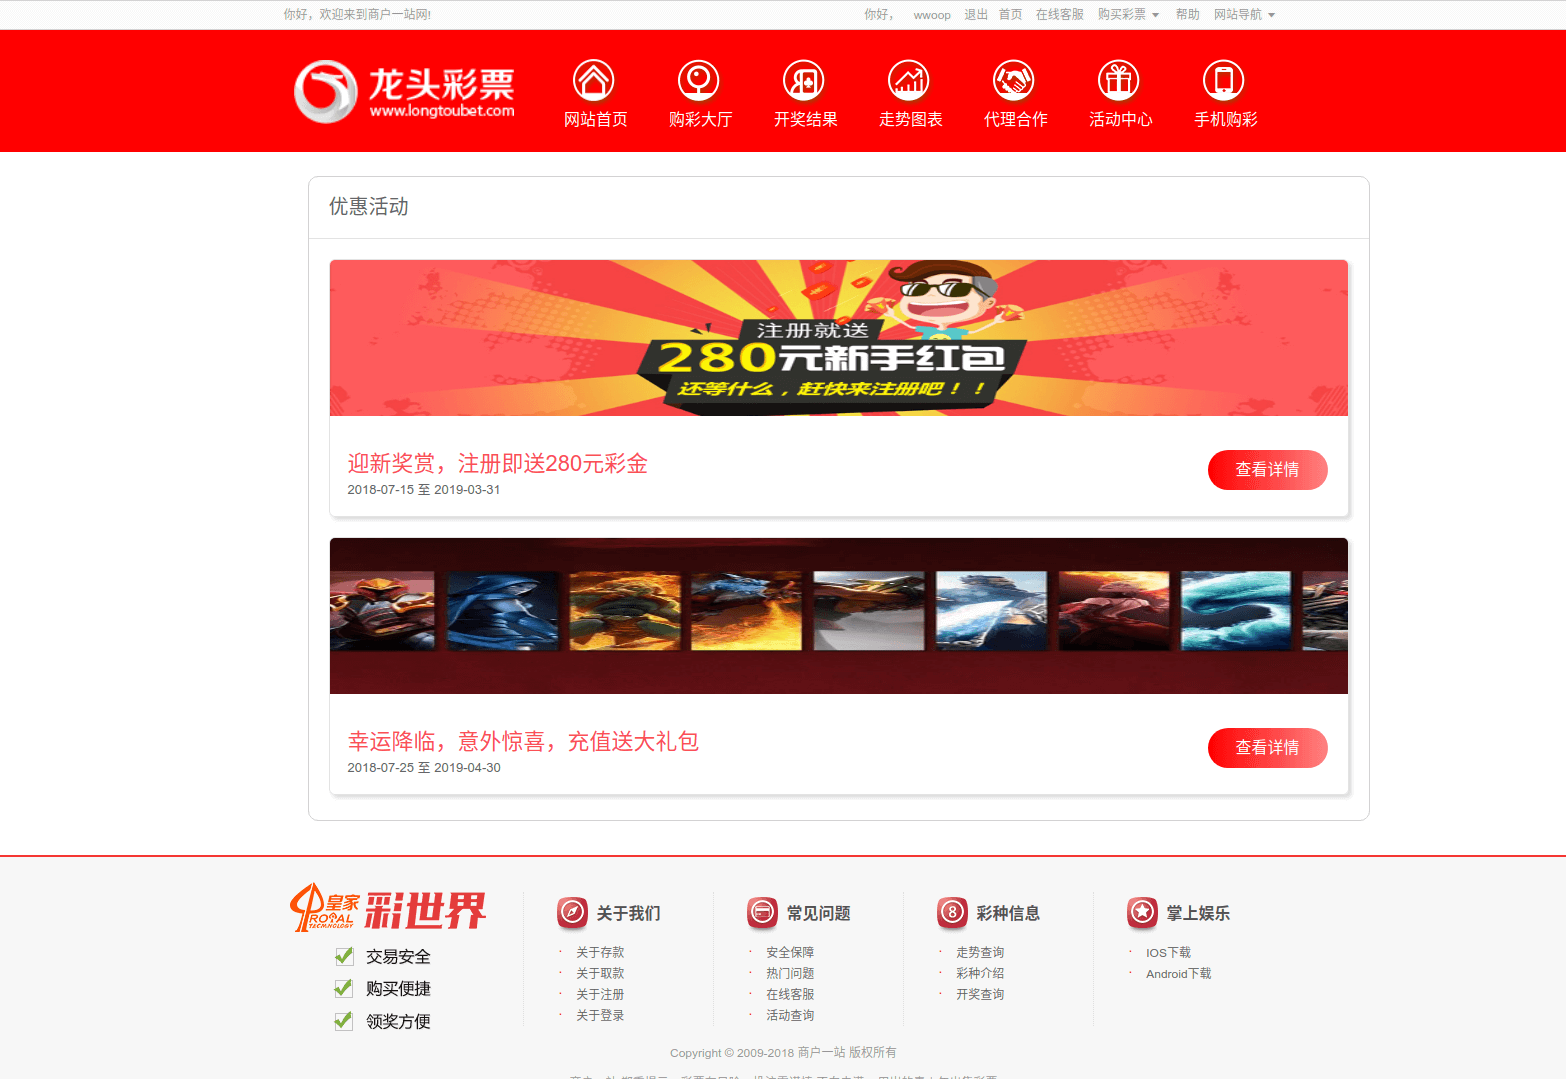 你好，欢迎来到商户一站网!
你好， wwoop 退出 首页 在线客服 购买彩票 帮助 网站导航
龙头彩票
www.longtoubet.com
网站首页 购彩大厅 开奖结果 走势图表 代理合作 活动中心 手机购彩
优惠活动
注册就送
280元新手红包
还等什么，赶快来注册吧！！
迎新奖赏，注册即送280元彩金
2018-07-15 至 2019-03-31
查看详情
幸运降临，意外惊喜，充值送大礼包
2018-07-25 至 2019-04-30
查看详情
皇家
ROYAL
TECHNOLOGY
彩世界
交易安全
购买便捷
领奖方便
关于我们
关于存款
关于取款
关于注册
关于登录
常见问题
安全保障
热门问题
在线客服
活动查询
8 彩种信息
走势查询
彩种介绍
开奖查询
掌上娱乐
IOS下载
Android下载
Copyright © 2009-2018 商户一站 版权所有